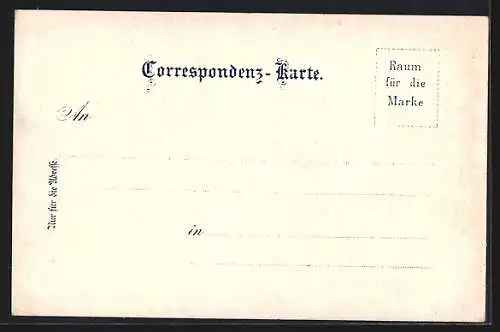 Correspondenz-Karte.
Raum
für die
Marke
An
Nur für die Adresse.
in